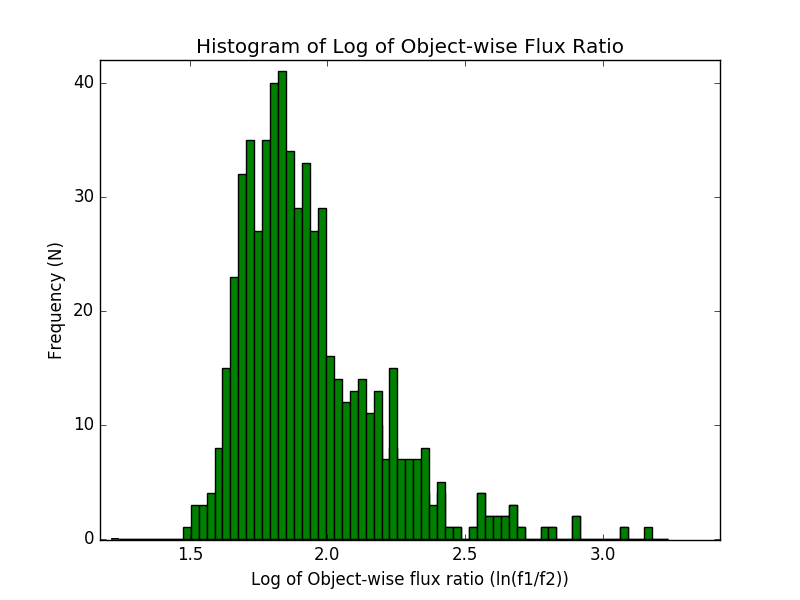 Histogram of Log of Object-wise Flux Ratio
40
30
20
10
0
Frequency (N)
1.5 2.0 2.5 3.0
Log of Object-wise flux ratio (ln(f1/f2))